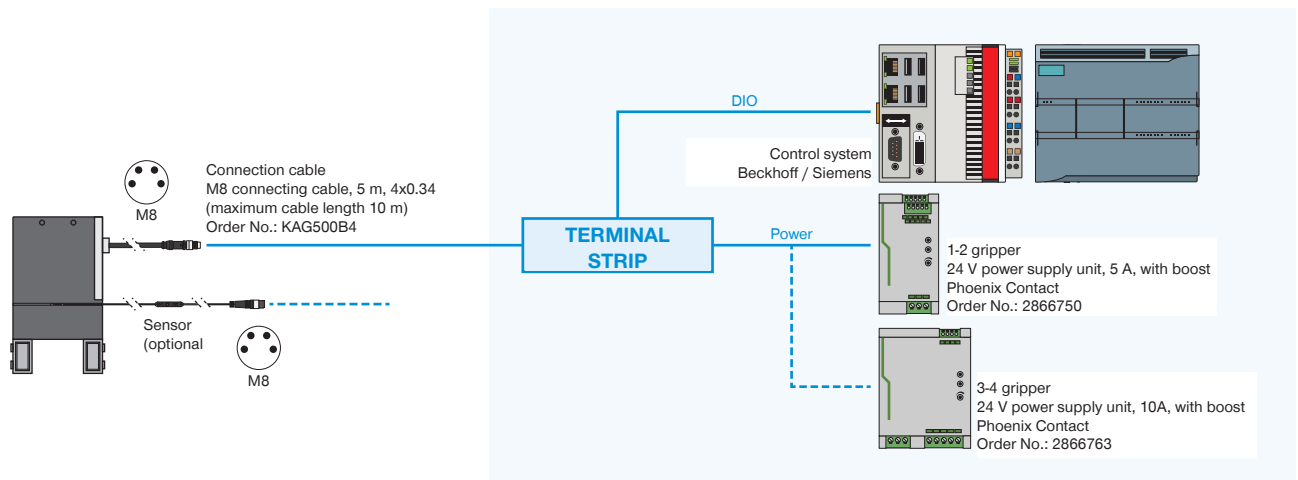 DIO
Control system
Beckhoff / Siemens
M8
Connection cable
M8 connecting cable, 5 m, 4x0.34
(maximum cable length 10 m)
Order No.: KAG500B4
TERMINAL
STRIP
Power
1-2 gripper
24 V power supply unit, 5 A, with boost
Phoenix Contact
Order No.: 2866750
Sensor
(optional
M8
3-4 gripper
24 V power supply unit, 10A, with boost
Phoenix Contact
Order No.: 2866763